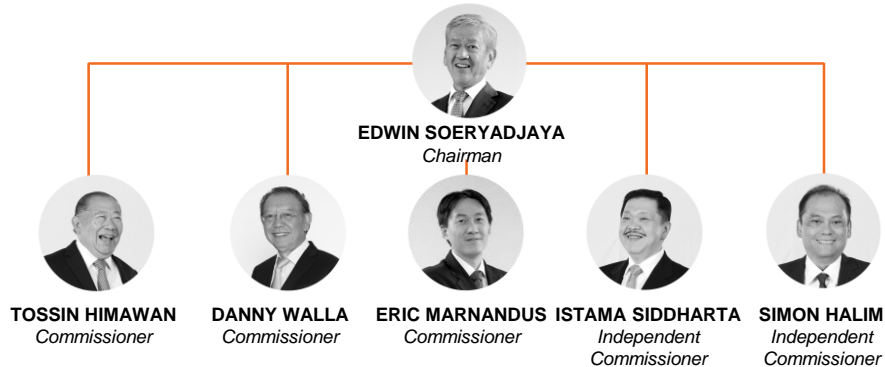 EDWIN SOERYADJAYA
Chairman
TOSSIN HIMAWAN
Commissioner
DANNY WALLA
Commissioner
ERIC MARNANDUS
Commissioner
ISTAMA SIDDHARTA
Independent
Commissioner
SIMON HALIM
Independent
Commissioner